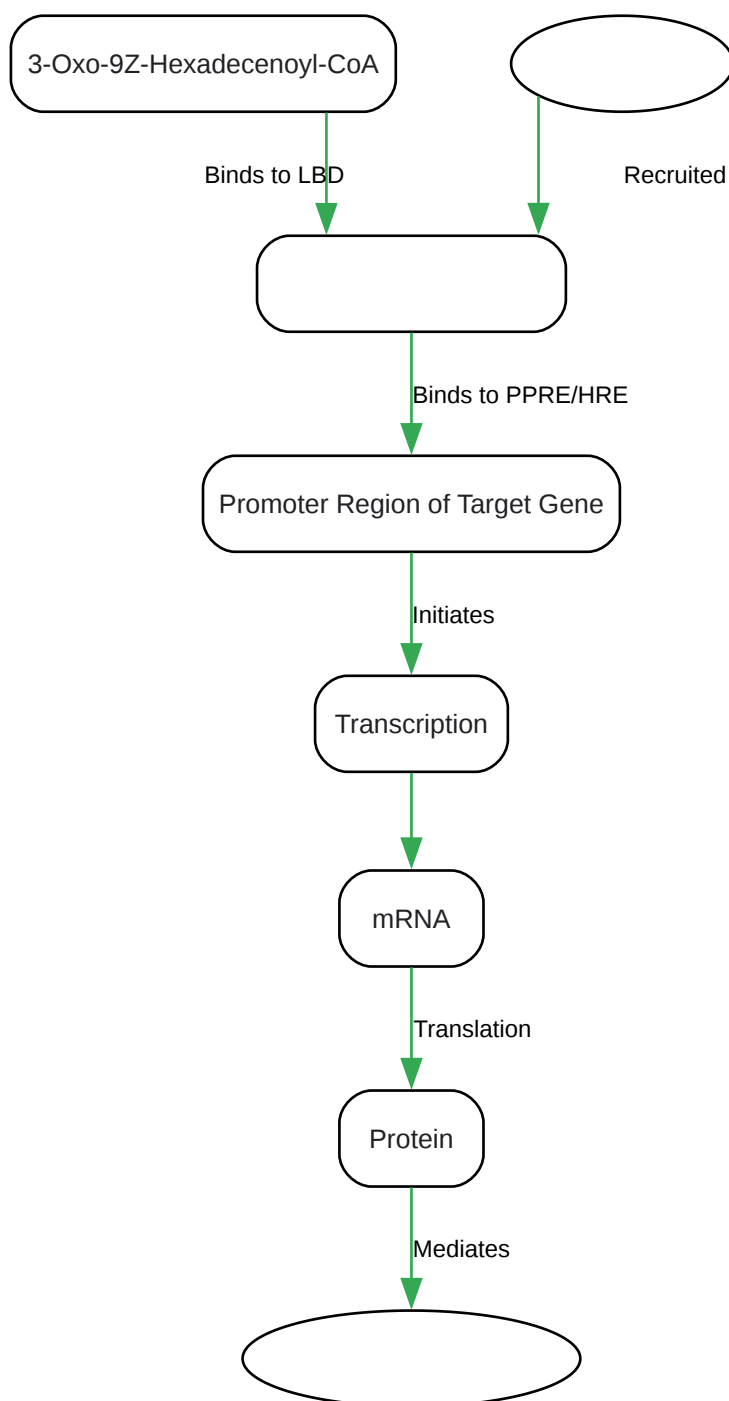 3-Oxo-9Z-Hexadecenoyl-CoA
Binds to LBD
Recruited
Binds to PPRE/HRE
Promoter Region of Target Gene
Initiates
Transcription
mRNA
Translation
Protein
Mediates